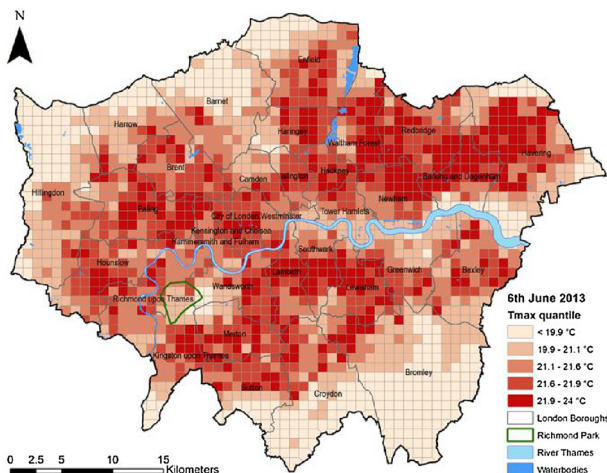 N
Enfield
Barnet
Harrow
Haringey
Redbridge
Waltham Forest
Havering
Brent
Camden
Islington
Hackney
Barking and Dagenham
Hillingdon
Newham
Ealing
Tower Hamlets
City of London Westminster
Kensington and Chelsea
Hammersmith and Fulham
Southwark
Hounslow
Lambeth
Greenwich
Bexley
Wandsworth
Lewisham
Richmond upon Thames
Merton
Kingston upon Thames
Bromley
Sutton
Croydon
6th June 2013
Tmax quantile
< 19.9 °C
19.9 - 21.1 °C
21.1 - 21.6 °C
21.6 - 21.9 °C
21.9 - 24 °C
London Boroughs
Richmond Park
River Thames
Waterbodies
0 2.5 5 10 15
Kilometers